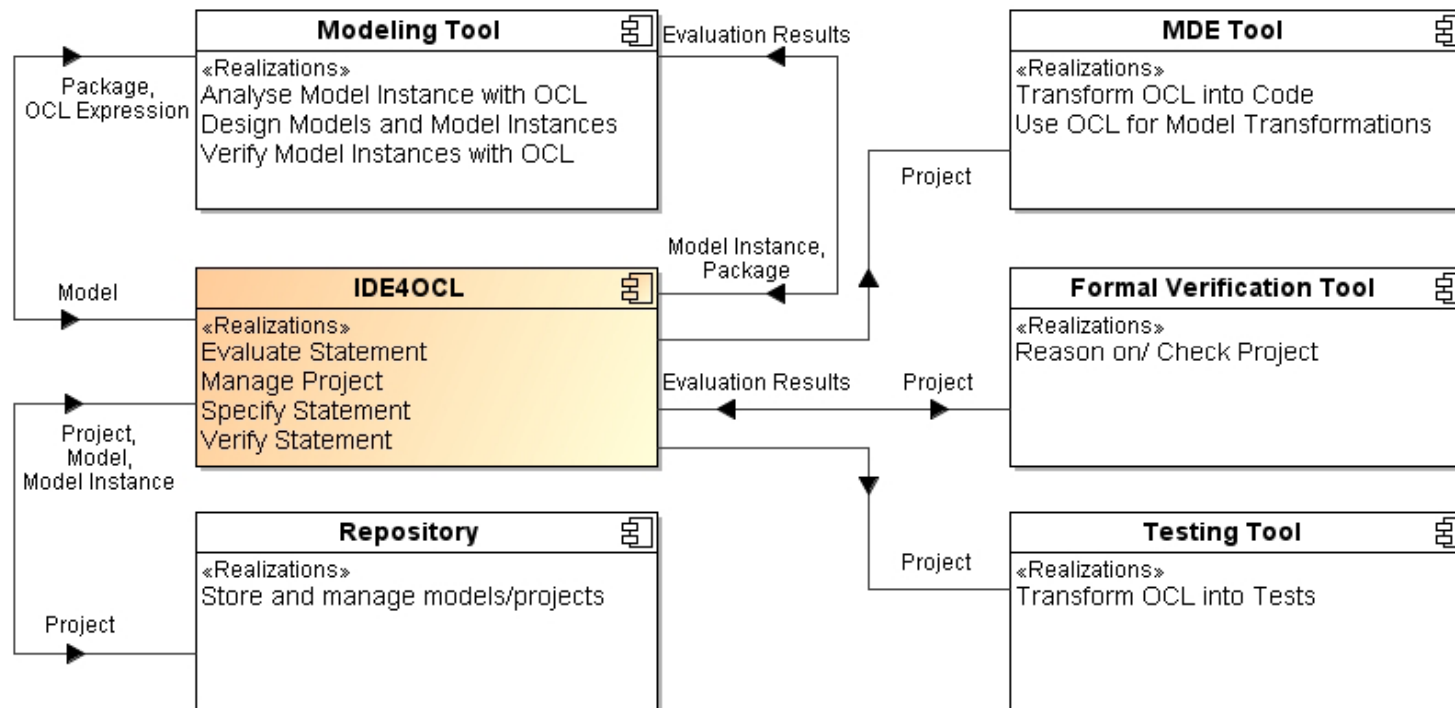 Modeling Tool
«Realizations»
Analyse Model Instance with OCL
Design Models and Model Instances
Verify Model Instances with OCL
Evaluation Results
Package,
OCL Expression
MDE Tool
«Realizations»
Transform OCL into Code
Use OCL for Model Transformations
Project
Model Instance,
Package
Model
IDE4OCL
«Realizations»
Evaluate Statement
Manage Project
Specify Statement
Verify Statement
Formal Verification Tool
«Realizations»
Reason on/ Check Project
Evaluation Results
Project
Project,
Model,
Model Instance
Repository
«Realizations»
Store and manage models/projects
Project
Project
Testing Tool
«Realizations»
Transform OCL into Tests